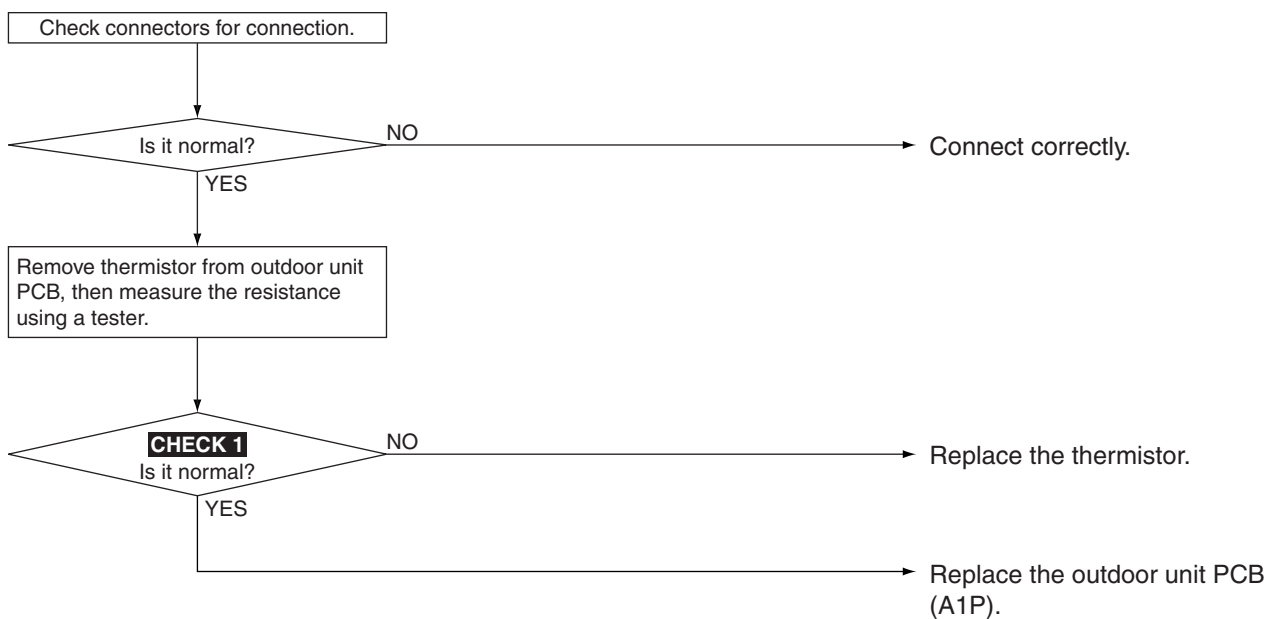 Check connectors for connection.
Is it normal?
NO
Connect correctly.
YES
Remove thermistor from outdoor unit
PCB, then measure the resistance
using a tester.
CHECK 1
Is it normal?
NO
Replace the thermistor.
YES
Replace the outdoor unit PCB
(A1P).